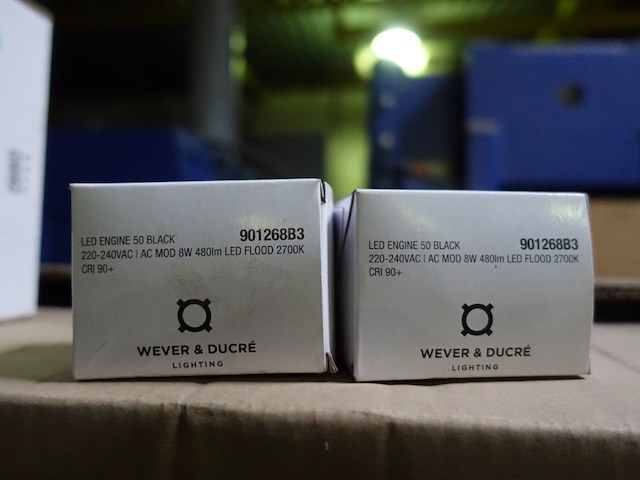 LED ENGINE 50 BLACK 901268B3
220-240VAC | AC MOD 8W 480lm LED FLOOD 2700K
CRI 90+
WEVER & DUCRÉ
LIGHTING
LED ENGINE 50 BLACK 901268B3
220-240VAC | AC MOD 8W 480lm LED FLOOD 2700K
CRI 90+
WEVER & DUCRÉ
LIGHTING